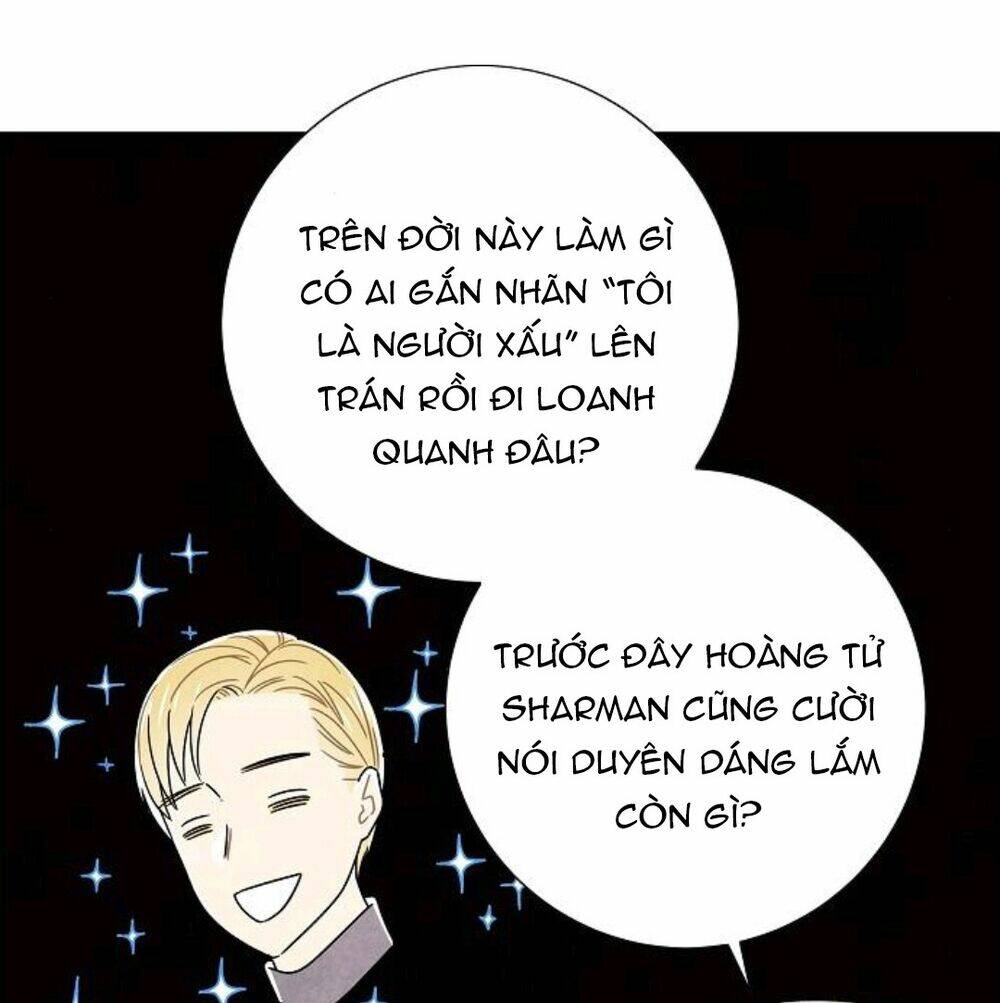 TRÊN ĐỜI NÀY LÀM GÌ
CÓ AI GẮN NHÃN “TÔI
LÀ NGƯỜI XẤU” LÊN
TRÁN RỒI ĐI LOANH
QUANH ĐÂU?
TRƯỚC ĐÂY HOÀNG TỬ
SHARMAN CŨNG CƯỜI
NÓI DUYÊN DÁNG LẮM
CÒN GÌ?